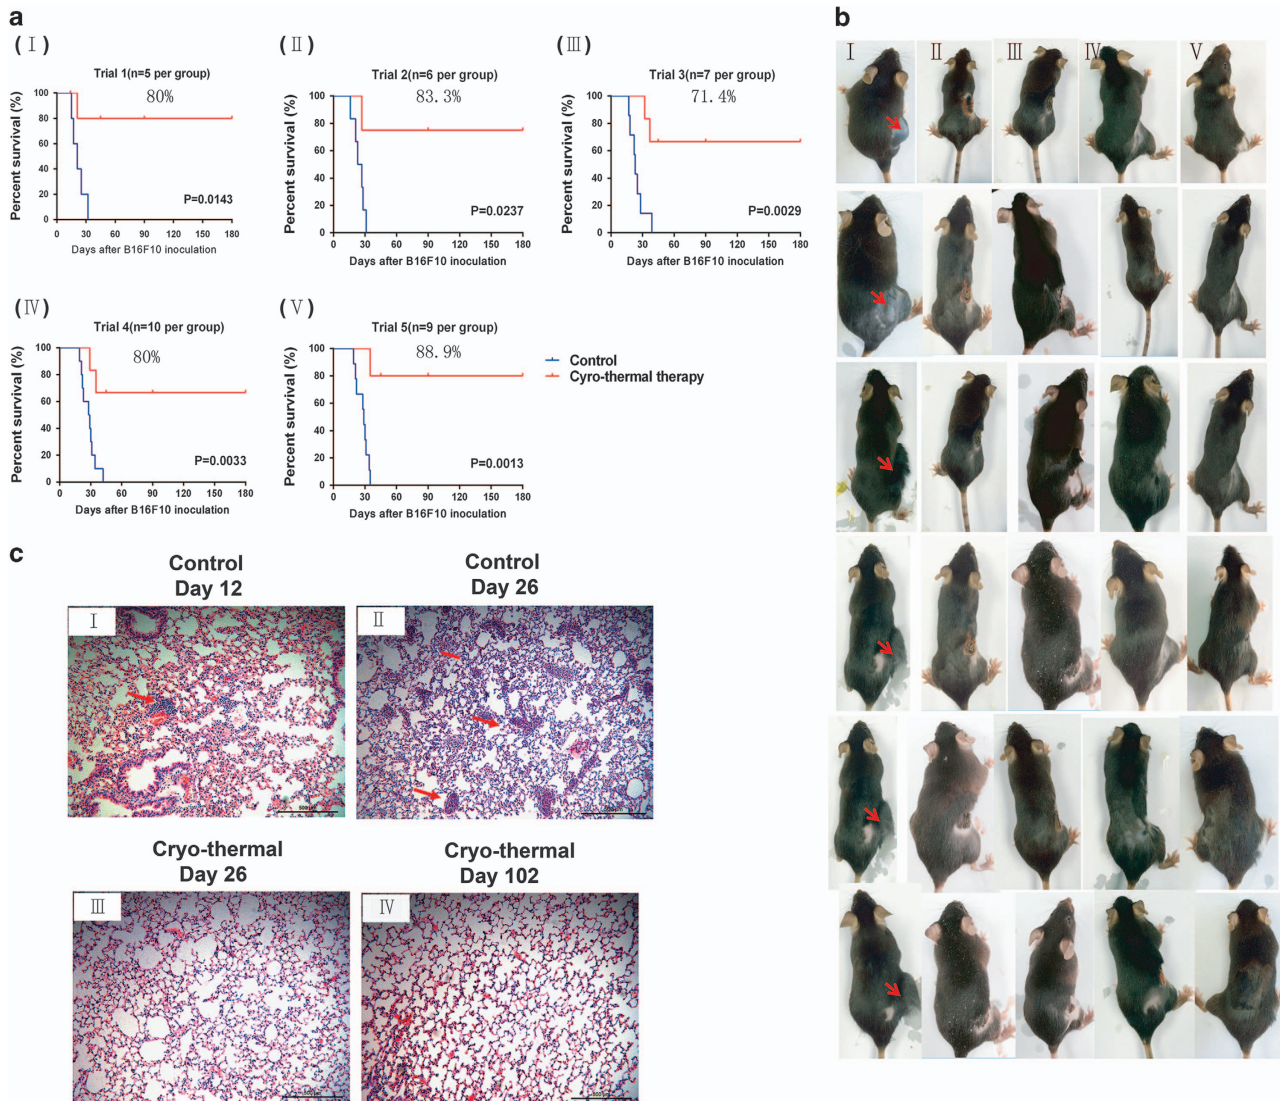 a
(Ⅰ)
Trial 1(n=5 per group)
80%
Percent survival (%)
100
80
60
40
20
0
P=0.0143
0 30 60 90 120 150 180
Days after B16F10 inoculation
(Ⅱ)
Trial 2(n=6 per group)
83.3%
Percent survival (%)
100
80
60
40
20
0
P=0.0237
0 30 60 90 120 150 180
Days after B16F10 inoculation
(Ⅲ)
Trial 3(n=7 per group)
71.4%
Percent survival (%)
100
80
60
40
20
0
P=0.0029
0 30 60 90 120 150 180
Days after B16F10 inoculation
(Ⅳ)
Trial 4(n=10 per group)
80%
Percent survival (%)
100
80
60
40
20
0
P=0.0033
0 30 60 90 120 150 180
Days after B16F10 inoculation
(Ⅴ)
Trial 5(n=9 per group)
88.9%
Percent survival (%)
100
80
60
40
20
0
P=0.0013
0 30 60 90 120 150 180
Days after B16F10 inoculation
Control
Cyro-thermal therapy
b
Ⅰ Ⅱ Ⅲ Ⅳ Ⅴ
c
Control
Day 12
Ⅰ
500 μm
Control
Day 26
Ⅱ
Cryo-thermal
Day 26
Ⅲ
500 μm
Cryo-thermal
Day 102
Ⅳ
500 μm